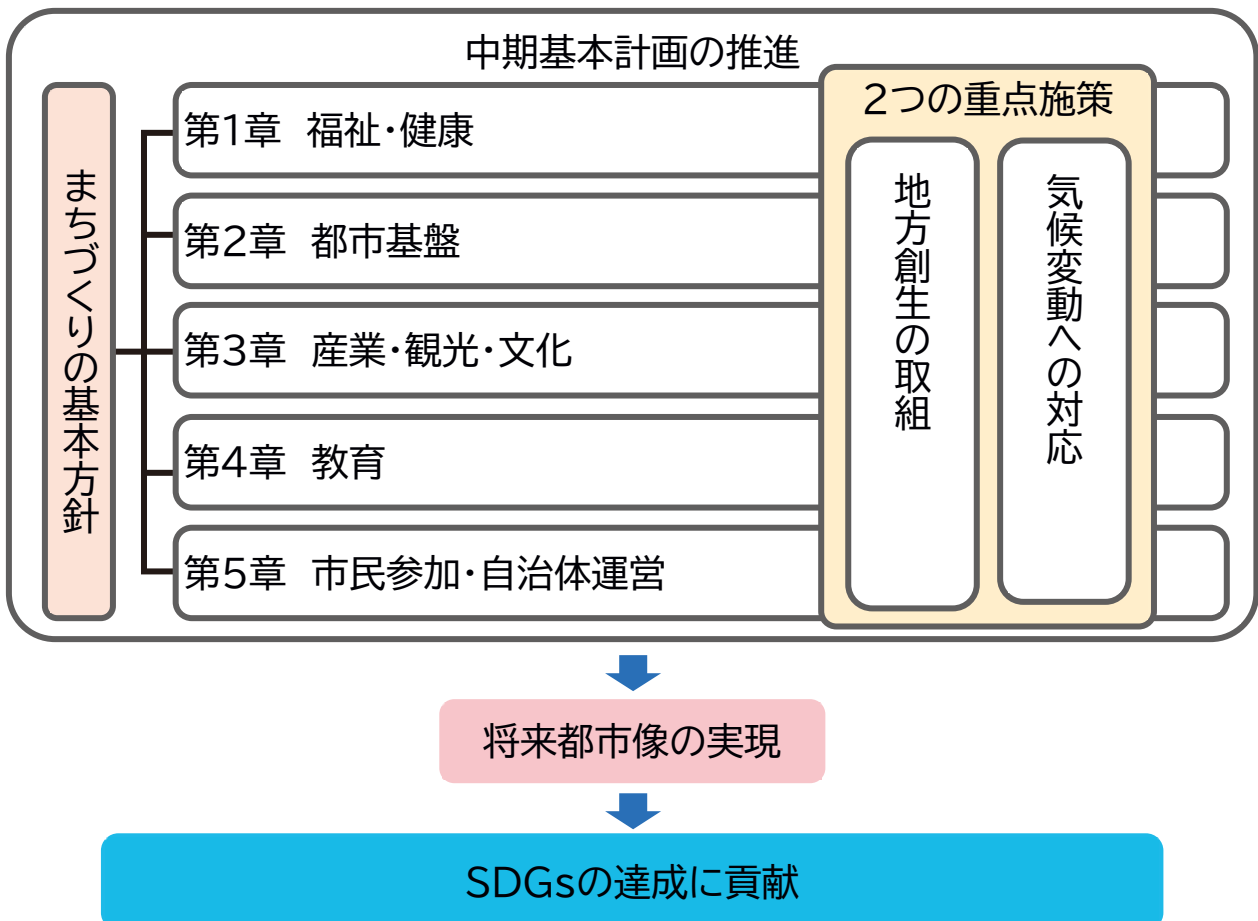 中期基本計画の推進
まちづくりの基本方針
第1章 福祉・健康
第2章 都市基盤
第3章 産業・観光・文化
第4章 教育
第5章 市民参加・自治体運営
2つの重点施策
地方創生の取組
気候変動への対応
将来都市像の実現
SDGsの達成に貢献